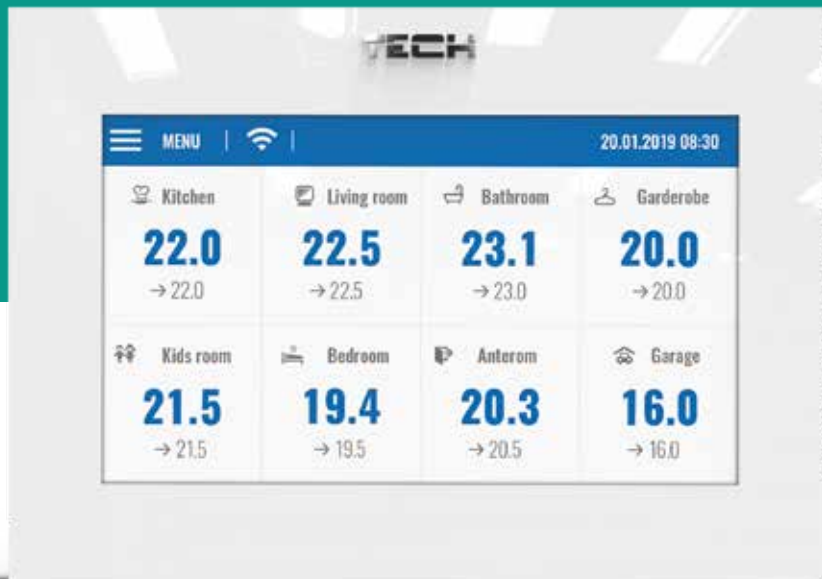 TECH
MENU | | 20.01.2019 08:30
Kitchen Living room Bathroom Garderobe
22.0 22.5 23.1 20.0
→ 22.0 → 22.5 → 23.0 → 20.0
Kids room Bedroom Anterom Garage
21.5 19.4 20.3 16.0
→ 21.5 → 19.5 → 20.5 → 16.0